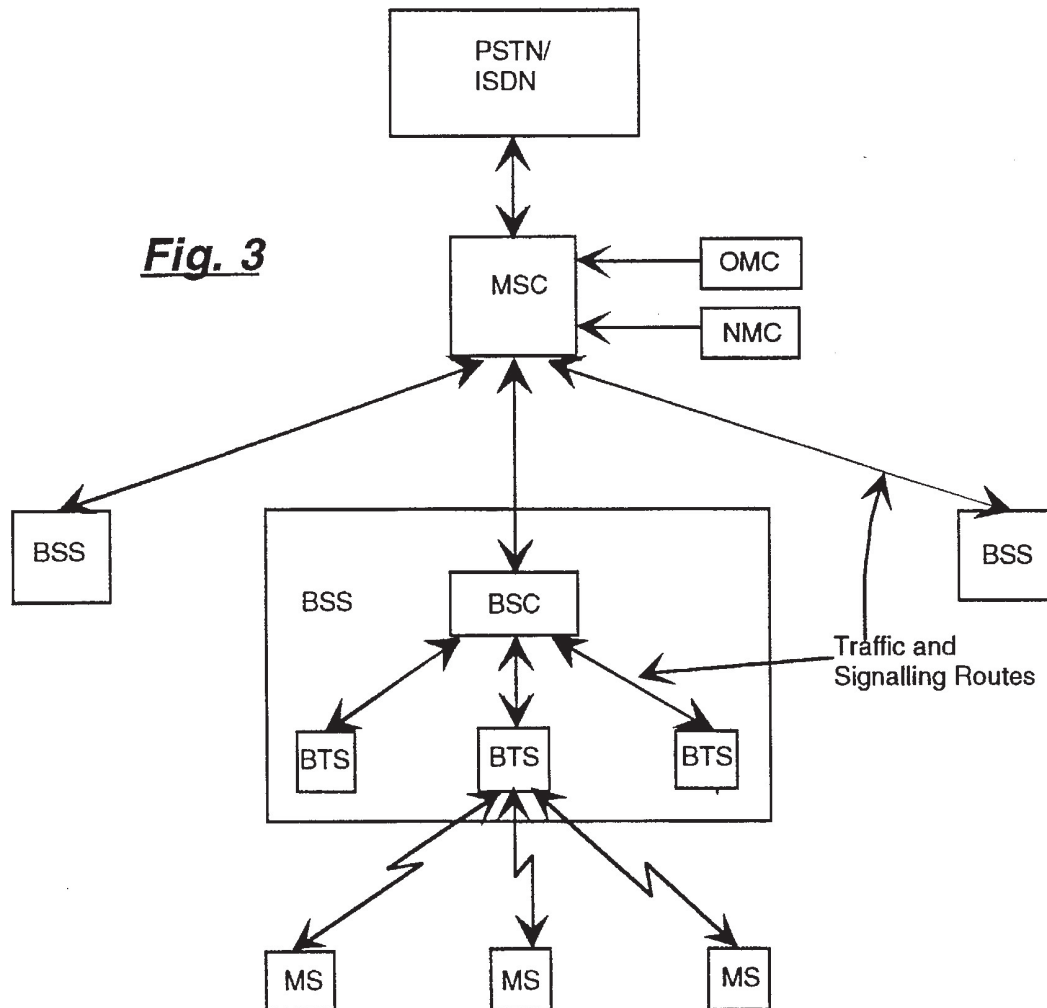 PSTN/
ISDN
Fig. 3
MSC
OMC
NMC
BSS
BSS
BSC
BSS
Traffic and
Signalling Routes
BTS
BTS
BTS
MS
MS
MS